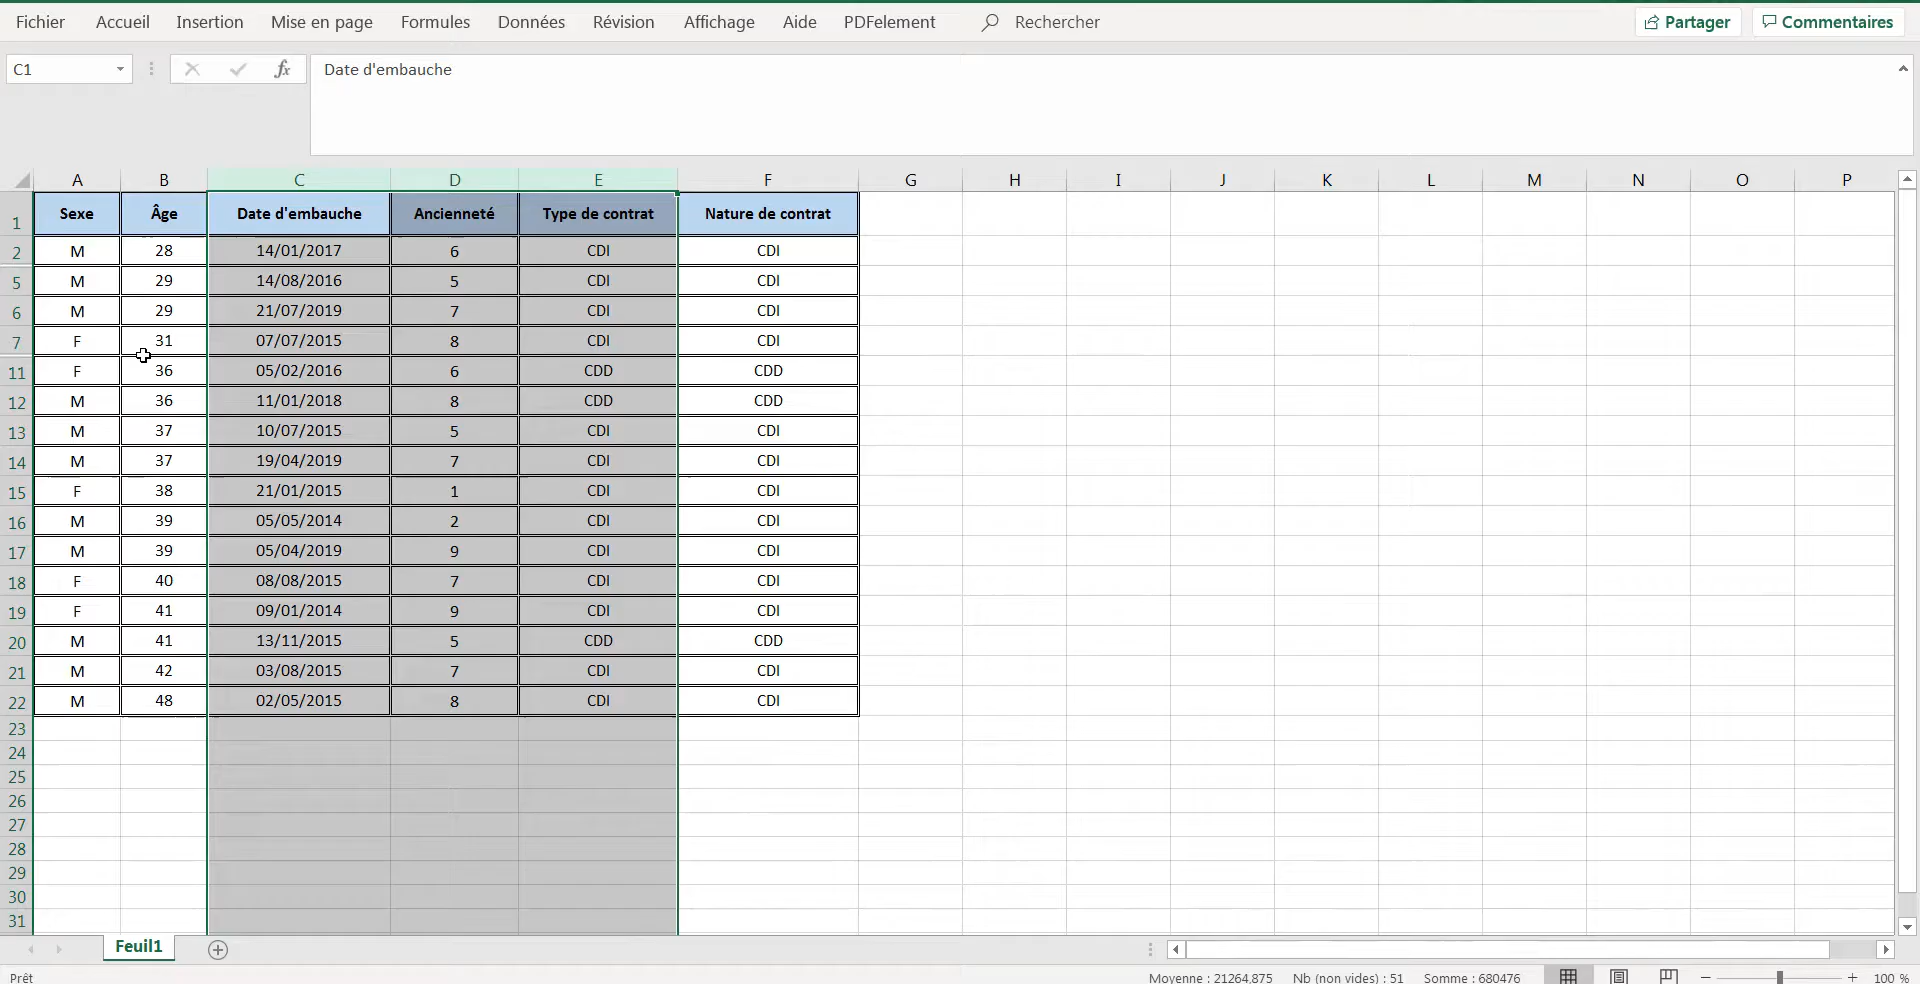 Fichier Accueil Insertion Mise en page Formules Données Révision Affichage Aide PDFelement Rechercher Partager Commentaires
C1 fx Date d'embauche
A B C D E F G H I J K L M N O P
1 Sexe Âge Date d'embauche Ancienneté Type de contrat Nature de contrat
2 M 28 14/01/2017 6 CDI CDI
5 M 29 14/08/2016 5 CDI CDI
6 M 29 21/07/2019 7 CDI CDI
7 F 31 07/07/2015 8 CDI CDI
11 F 36 05/02/2016 6 CDD CDD
12 M 36 11/01/2018 8 CDD CDD
13 M 37 10/07/2015 5 CDI CDI
14 M 37 19/04/2019 7 CDI CDI
15 F 38 21/01/2015 1 CDI CDI
16 M 39 05/05/2014 2 CDI CDI
17 M 39 05/04/2019 9 CDI CDI
18 F 40 08/08/2015 7 CDI CDI
19 F 41 09/01/2014 9 CDI CDI
20 M 41 13/11/2015 5 CDD CDD
21 M 42 03/08/2015 7 CDI CDI
22 M 48 02/05/2015 8 CDI CDI
23
24
25
26
27
28
29
30
31
Feuil1
Prêt Moyenne : 21264,875 Nb (non vides) : 51 Somme : 680476 100 %